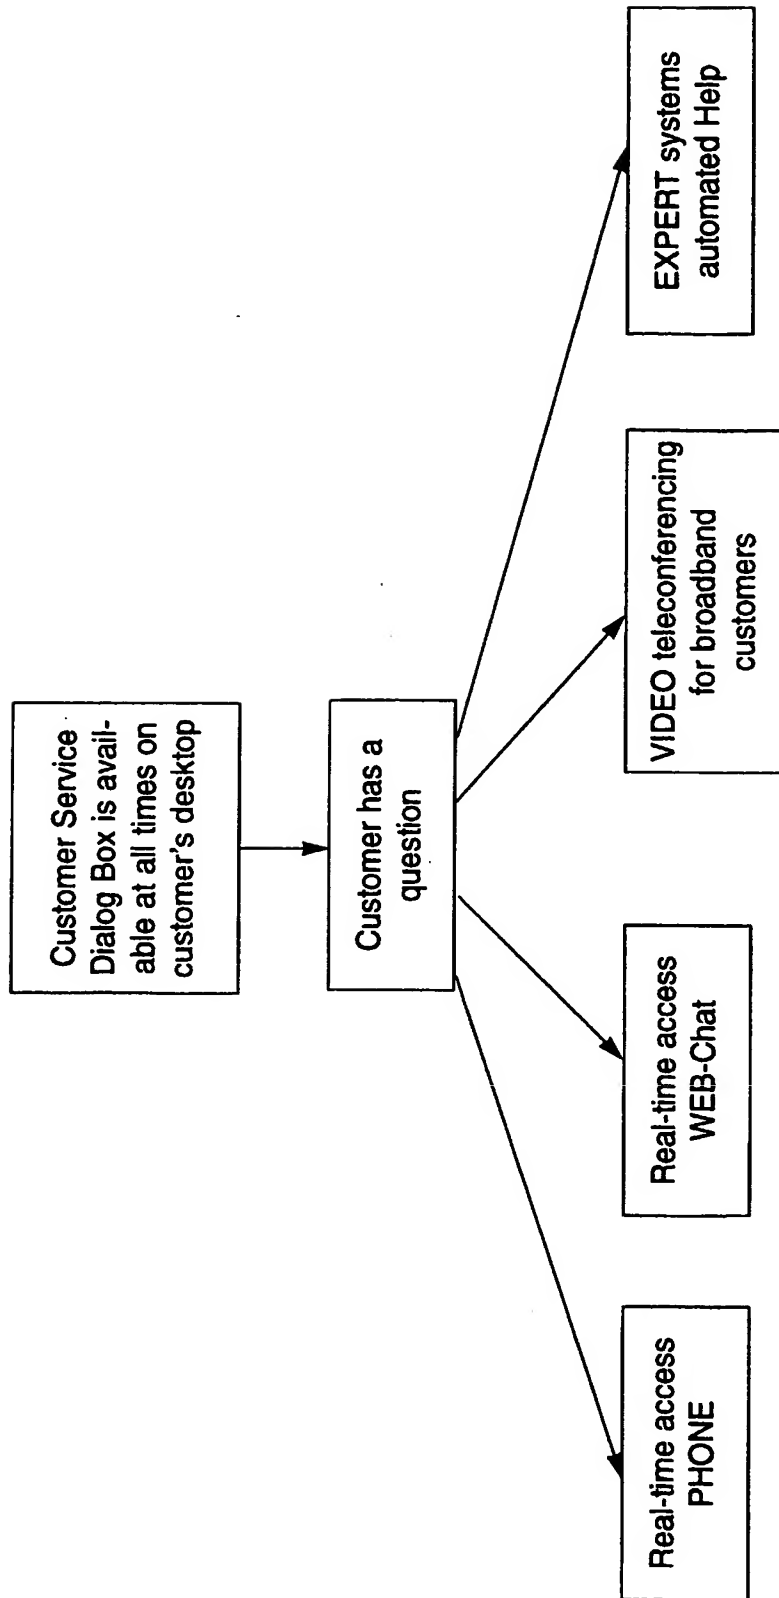 Customer Service
Dialog Box is avail-
able at all times on
customer's desktop
Customer has a
question
Real-time access
PHONE
Real-time access
WEB-Chat
VIDEO teleconferencing
for broadband
customers
EXPERT systems
automated Help